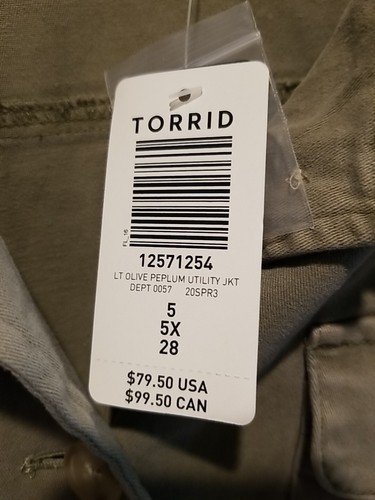 TORRID
FL_16
12571254
LT OLIVE PEPLUM UTILITY JKT
DEPT 0057 20SPR3
5
5X
28
$79.50 USA
$99.50 CAN